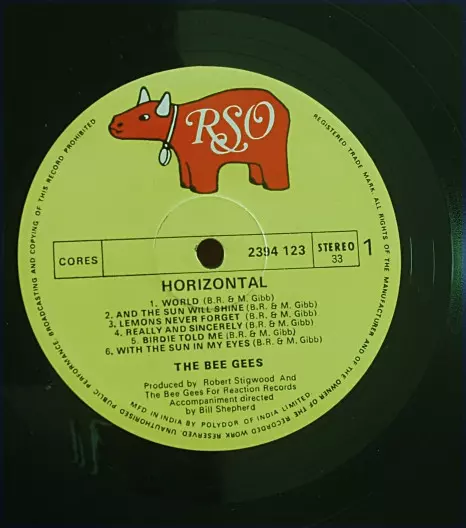 RSO
CORES
2394 123
STEREO
33
1
HORIZONTAL
1. WORLD (B.R. & M. Gibb)
2. AND THE SUN WILL SHINE (B.R. & M. Gibb)
3. LEMONS NEVER FORGET (B.R. & M. Gibb)
4. REALLY AND SINCERELY (B.R. & M. Gibb)
5. BIRDIE TOLD ME (B.R. & M. Gibb)
6. WITH THE SUN IN MY EYES (B.R. & M. Gibb)
THE BEE GEES
Produced by Robert Stigwood And
The Bee Gees For Reaction Records
Accompaniment directed
by Bill Shepherd
MFD IN INDIA BY POLYDOR OF INDIA LIMITED
REGISTERED TRADE MARK. ALL RIGHTS OF THE MANUFACTURER AND OF THE OWNER OF THE RECORDED WORK RESERVED. UNAUTHORISED PUBLIC PERFORMANCE, BROADCASTING AND COPYING OF THIS RECORD PROHIBITED